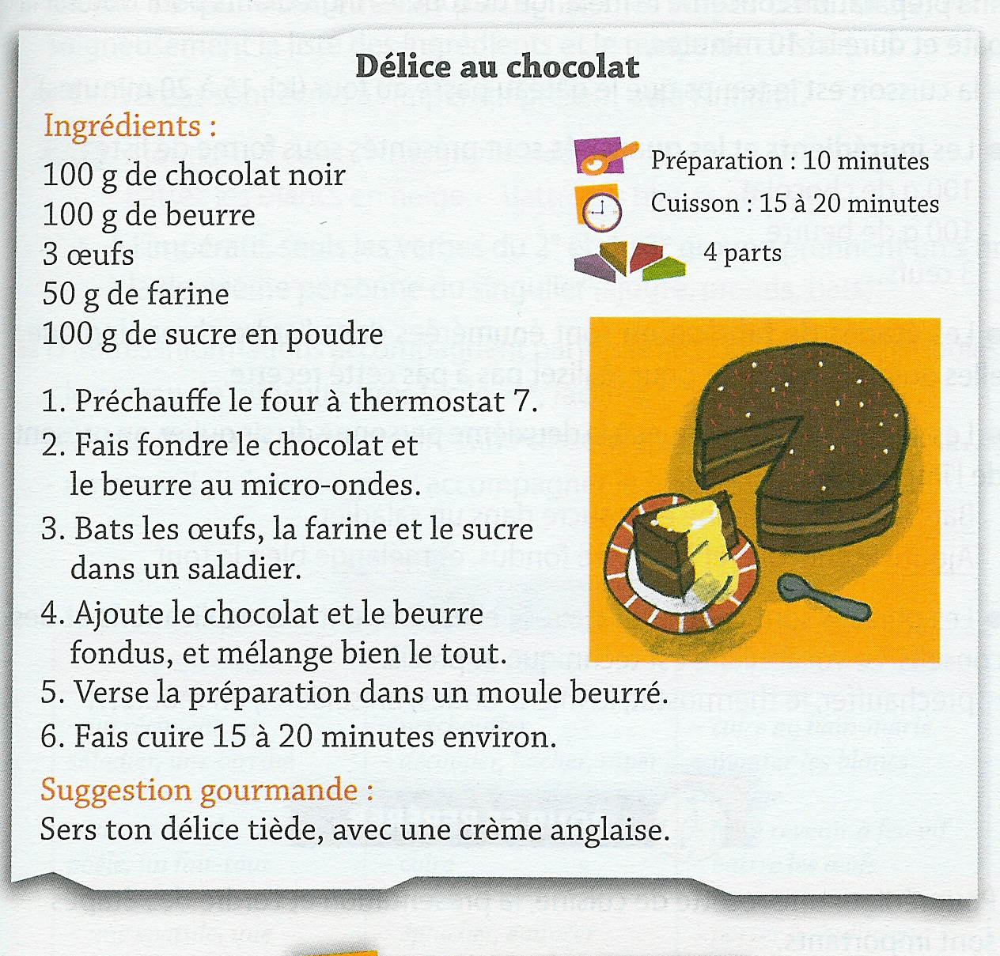 Délice au chocolat
Ingrédients :
100 g de chocolat noir
100 g de beurre
3 œufs
50 g de farine
100 g de sucre en poudre
Préparation : 10 minutes
Cuisson : 15 à 20 minutes
4 parts
1. Préchauffe le four à thermostat 7.
2. Fais fondre le chocolat et
le beurre au micro-ondes.
3. Bats les œufs, la farine et le sucre
dans un saladier.
4. Ajoute le chocolat et le beurre
fondus, et mélange bien le tout.
5. Verse la préparation dans un moule beurré.
6. Fais cuire 15 à 20 minutes environ.
Suggestion gourmande :
Sers ton délice tiède, avec une crème anglaise.